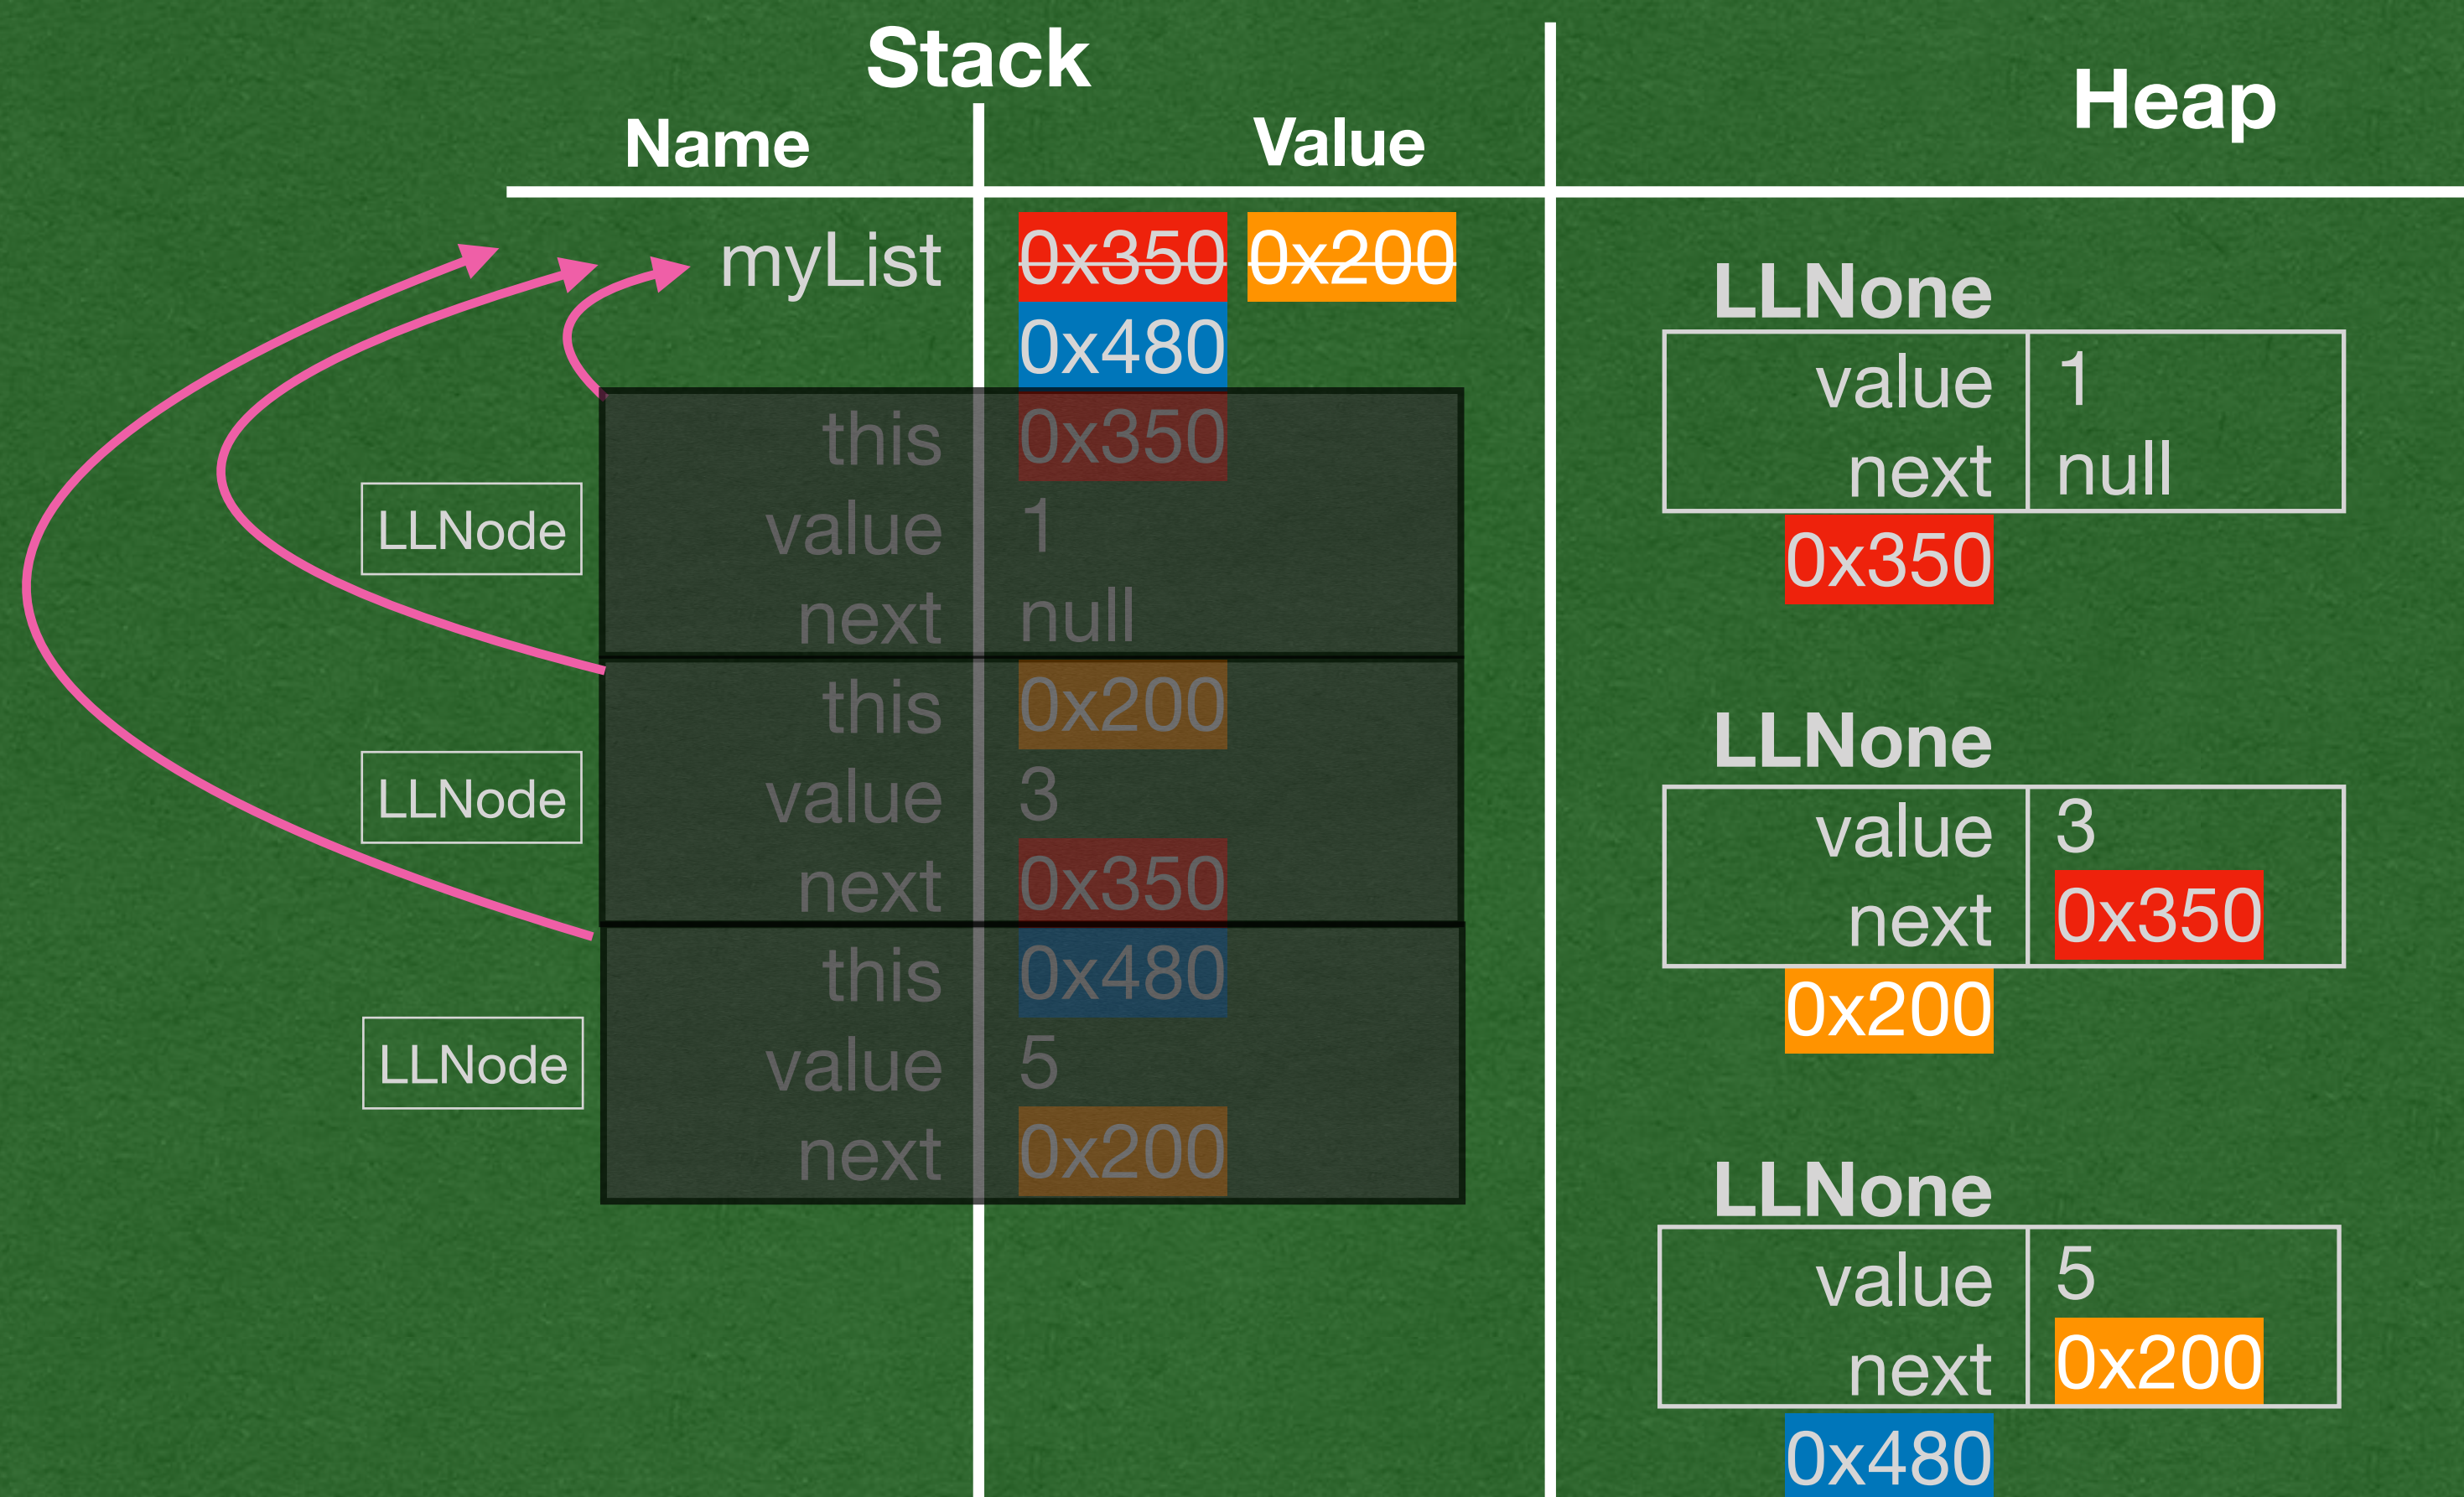 Stack
Heap
Name Value
myList 0x350 0x200
0x480
this 0x350
LLNode
value 1
next null
this 0x200
LLNode
value 3
next 0x350
this 0x480
LLNode
value 5
next 0x200
LLNone
value 1
next null
0x350
LLNone
value 3
next 0x350
0x200
LLNone
value 5
next 0x200
0x480